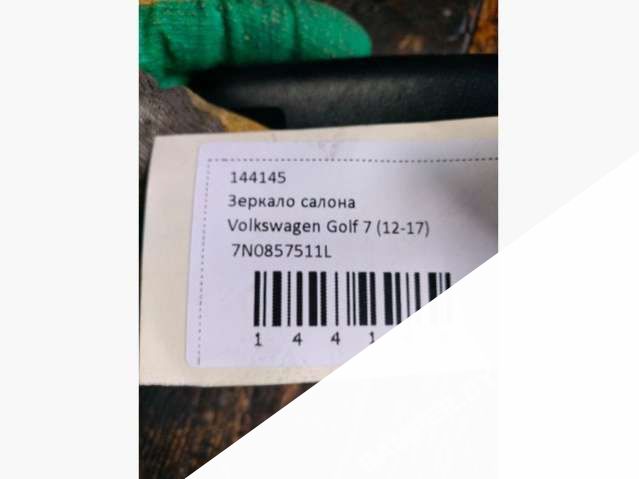 144145
Зеркало салона
Volkswagen Golf 7 (12-17)
7N0857511L
1 4 4 1